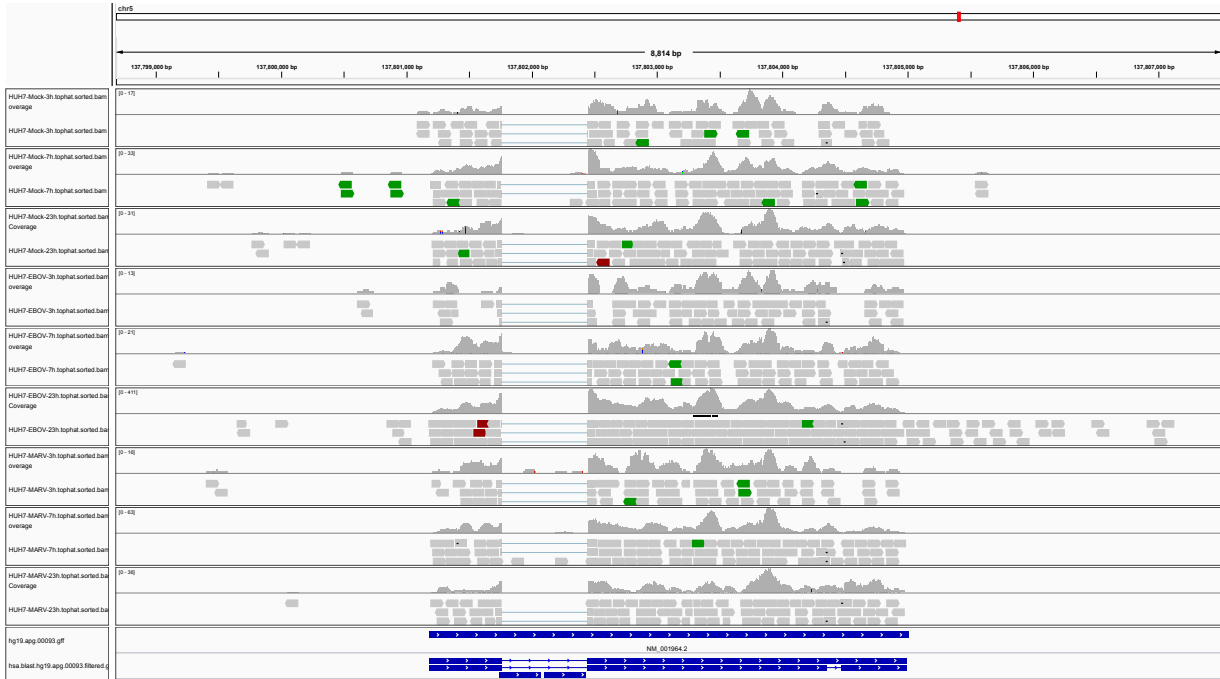 chr5
8,814 bp
137,799,000 bp 137,800,000 bp 137,801,000 bp 137,802,000 bp 137,803,000 bp 137,804,000 bp 137,805,000 bp 137,806,000 bp 137,807,000 bp
HUH7-Mock-3h.tophat.sorted.bam
overage
[0 - 17]
HUH7-Mock-3h.tophat.sorted.bam
HUH7-Mock-7h.tophat.sorted.bam
overage
[0 - 33]
HUH7-Mock-7h.tophat.sorted.bam
HUH7-Mock-23h.tophat.sorted.bam
Coverage
[0 - 31]
HUH7-Mock-23h.tophat.sorted.bam
HUH7-EBOV-3h.tophat.sorted.bam
overage
[0 - 13]
HUH7-EBOV-3h.tophat.sorted.bam
HUH7-EBOV-7h.tophat.sorted.bam
overage
[0 - 21]
HUH7-EBOV-7h.tophat.sorted.bam
HUH7-EBOV-23h.tophat.sorted.ba
Coverage
[0 - 411]
HUH7-EBOV-23h.tophat.sorted.ba
HUH7-MARV-3h.tophat.sorted.bam
overage
[0 - 16]
HUH7-MARV-3h.tophat.sorted.bam
HUH7-MARV-7h.tophat.sorted.bam
overage
[0 - 63]
HUH7-MARV-7h.tophat.sorted.bam
HUH7-MARV-23h.tophat.sorted.ba
Coverage
[0 - 36]
HUH7-MARV-23h.tophat.sorted.ba
hg19.apg.00093.gff
NM_001964.2
hsa.blast.hg19.apg.00093.filtered.g